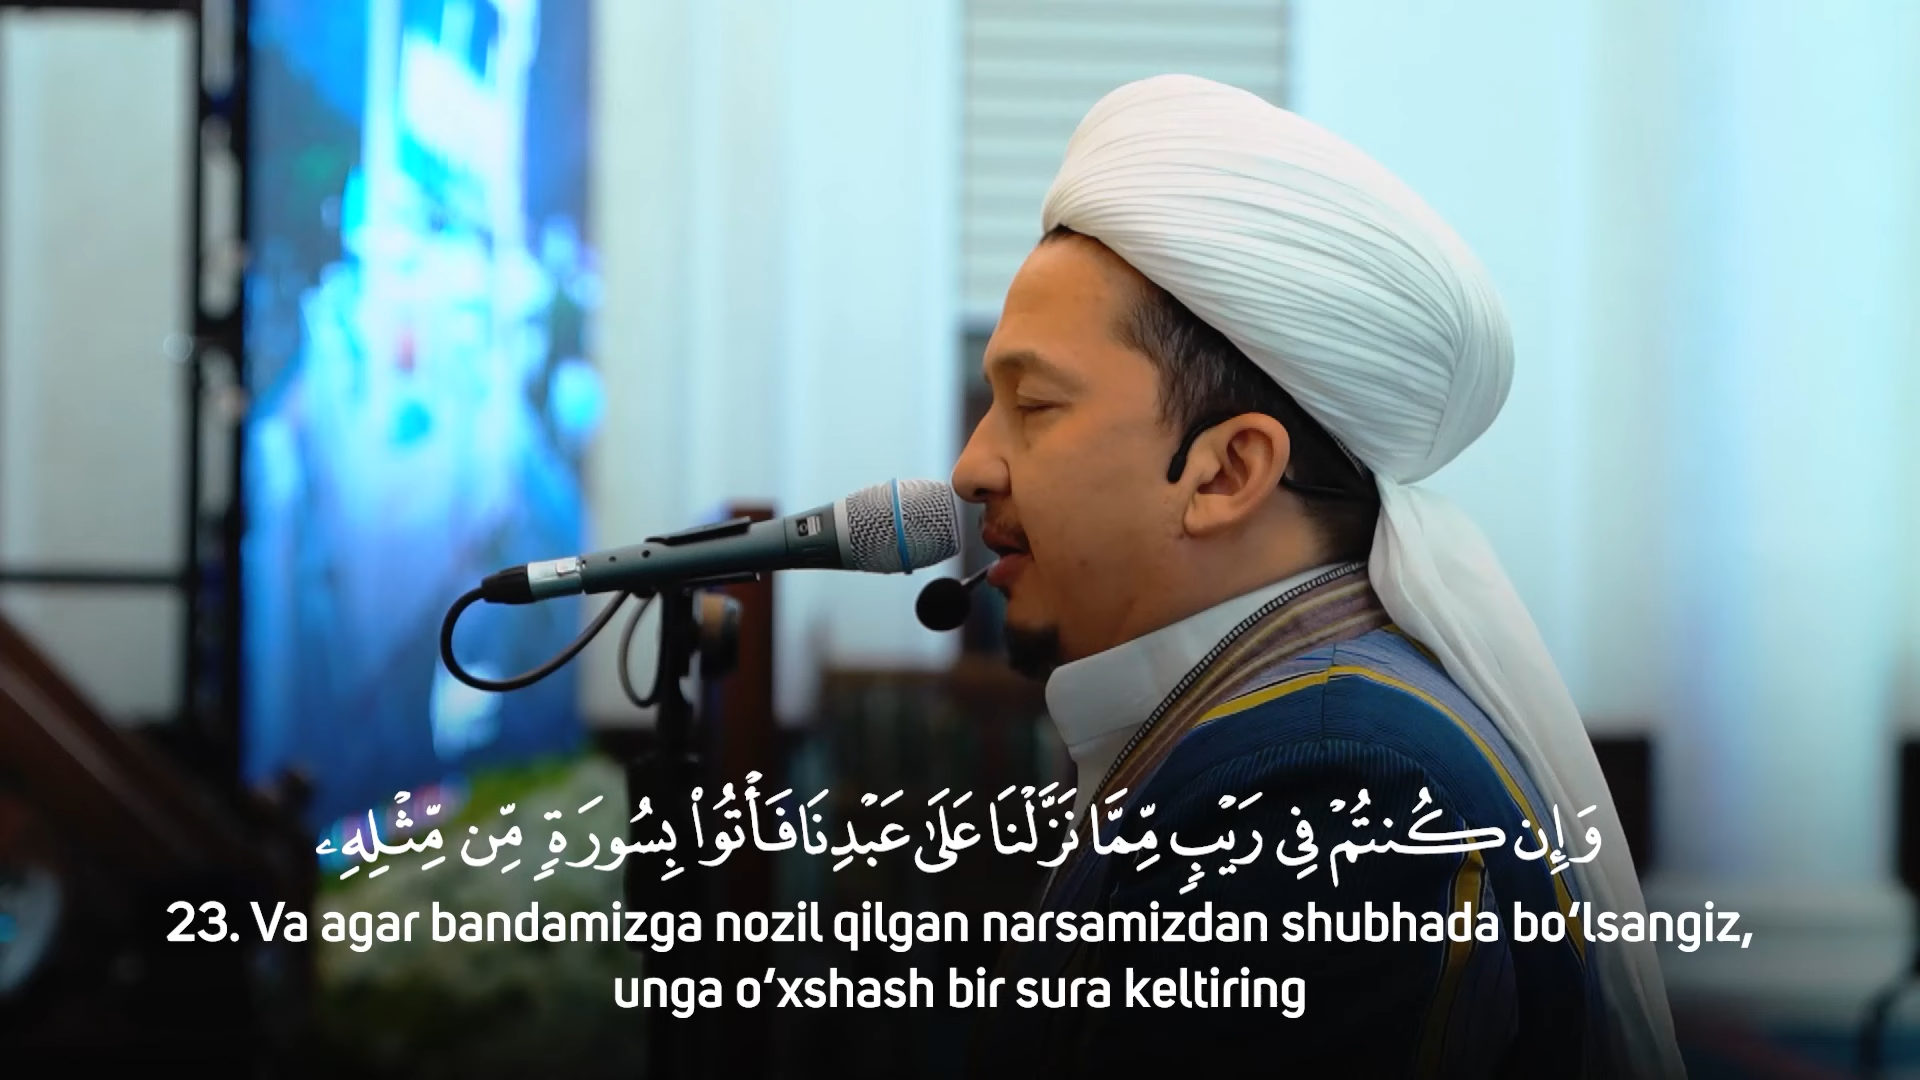 وَإِن كُنتُمْ فِي رَيْبٍ مِّمَّا نَزَّلْنَا عَلَىٰ عَبْدِنَا فَأْتُوا۟ بِسُورَةٍ مِّن مِّثْلِهِۦ
23. Va agar bandamizga nozil qilgan narsamizdan shubhada bo‘lsangiz,
unga o‘xshash bir sura keltiring